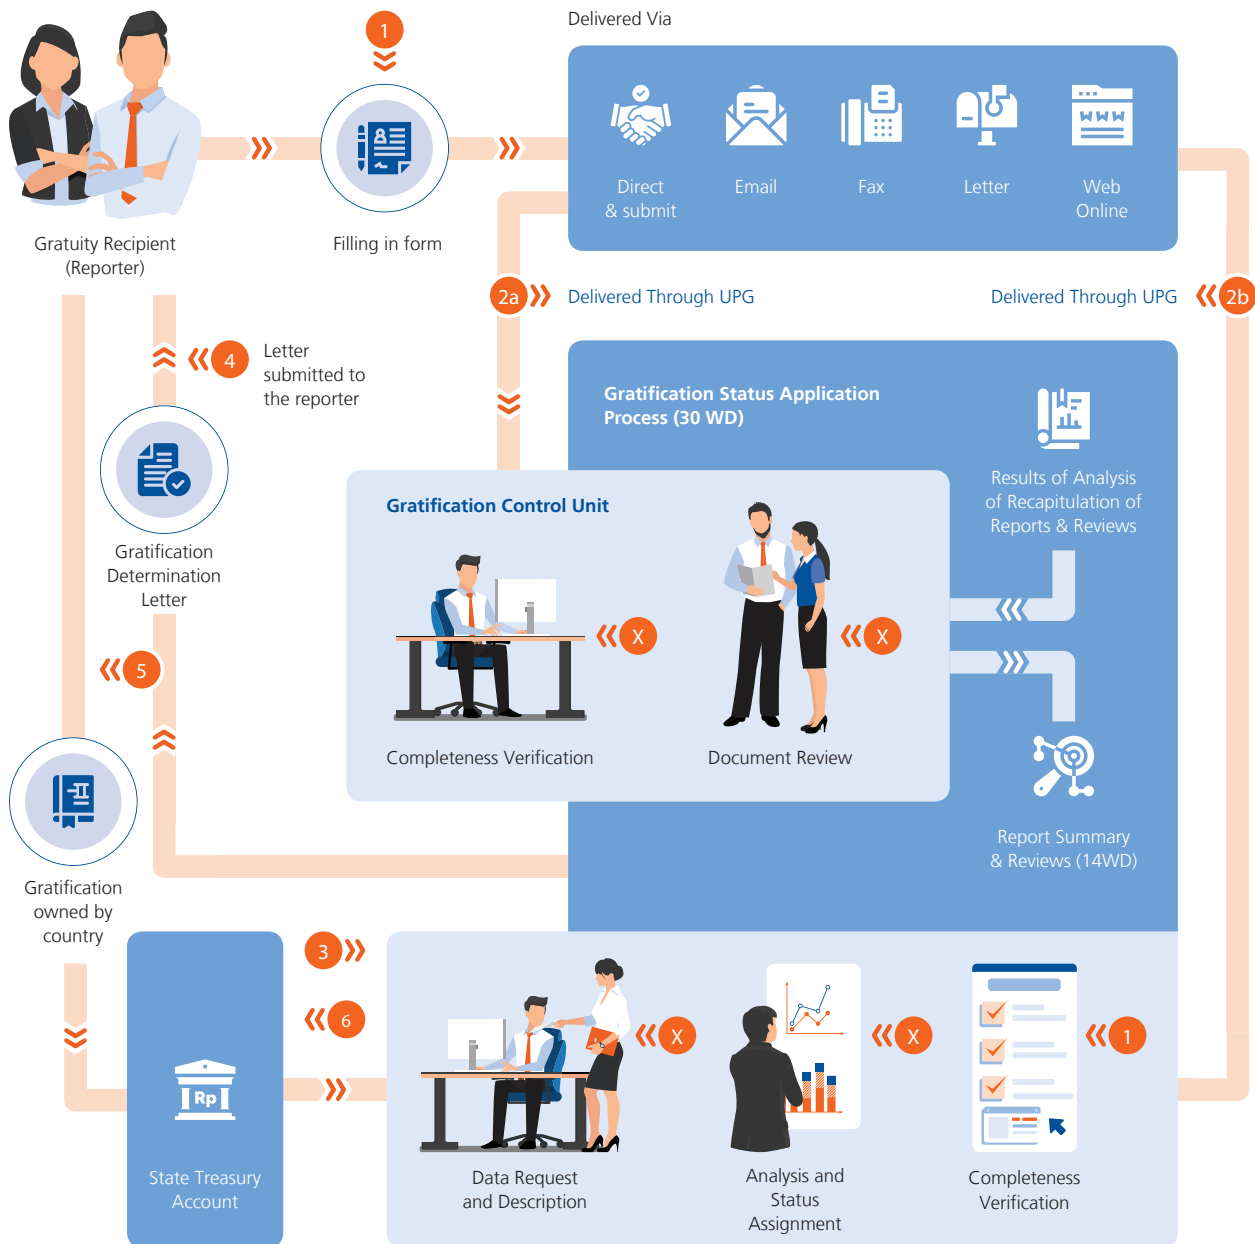 Delivered Via
1
WWW
Direct
& submit
Email
Fax
Letter
Web
Online
Gratuity Recipient
(Reporter)
Filling in form
2a
Delivered Through UPG
Delivered Through UPG
2b
4
Letter
submitted to
the reporter
Gratification Status Application
Process (30 WD)
Results of Analysis
of Recapitulation of
Reports & Reviews
Gratification Control Unit
Gratification
Determination
Letter
X
X
5
Completeness Verification
Document Review
Report Summary
& Reviews (14WD)
Gratification
owned by
country
3
6
X
X
1
Rp
State Treasury
Account
Data Request
and Description
Analysis and
Status
Assignment
Completeness
Verification